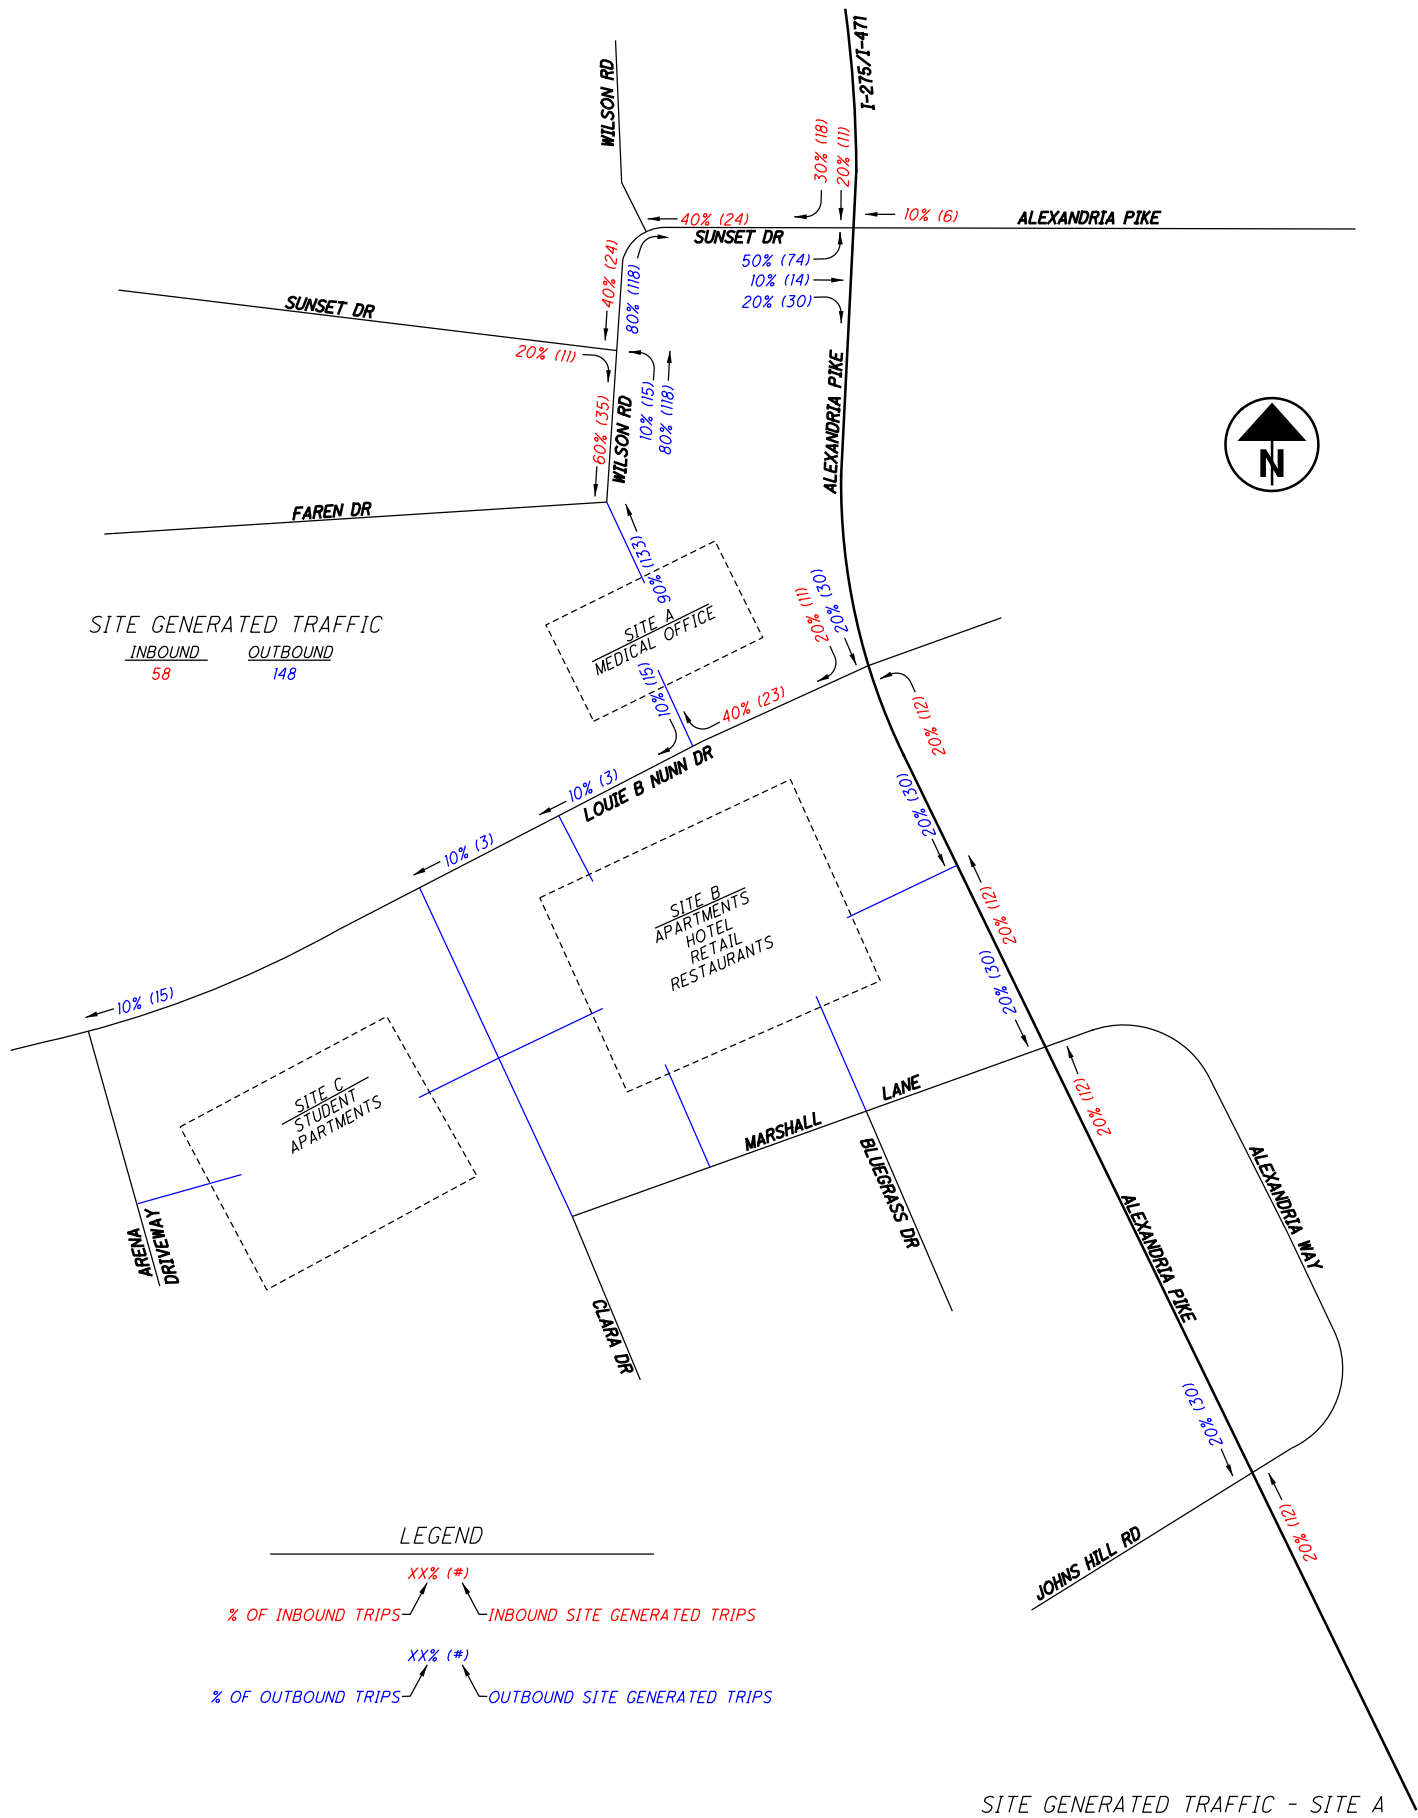 I-275/I-471
WILSON RD
30% (18)
20% (11)
10% (6)
ALEXANDRIA PIKE
40% (24)
SUNSET DR
50% (74)
10% (14)
20% (30)
40% (24)
80% (118)
SUNSET DR
20% (11)
10% (15)
80% (118)
60% (35)
WILSON RD
ALEXANDRIA PIKE
N
FAREN DR
90% (133)
SITE A
MEDICAL OFFICE
20% (11)
20% (30)
SITE GENERATED TRAFFIC
INBOUND OUTBOUND
58 148
10% (15)
40% (23)
20% (12)
LOUIE B NUNN DR
10% (3)
10% (3)
20% (30)
20% (12)
SITE B
APARTMENTS
HOTEL
RETAIL
RESTAURANTS
20% (30)
10% (15)
SITE C
STUDENT
APARTMENTS
MARSHALL LANE
20% (12)
BLUEGRASS DR
ALEXANDRIA WAY
ALEXANDRIA PIKE
ARENA
DRIVEWAY
CLARA DR
20% (30)
20% (12)
JOHNS HILL RD
LEGEND
XX% (#)
% OF INBOUND TRIPS INBOUND SITE GENERATED TRIPS
XX% (#)
% OF OUTBOUND TRIPS OUTBOUND SITE GENERATED TRIPS
SITE GENERATED TRAFFIC - SITE A